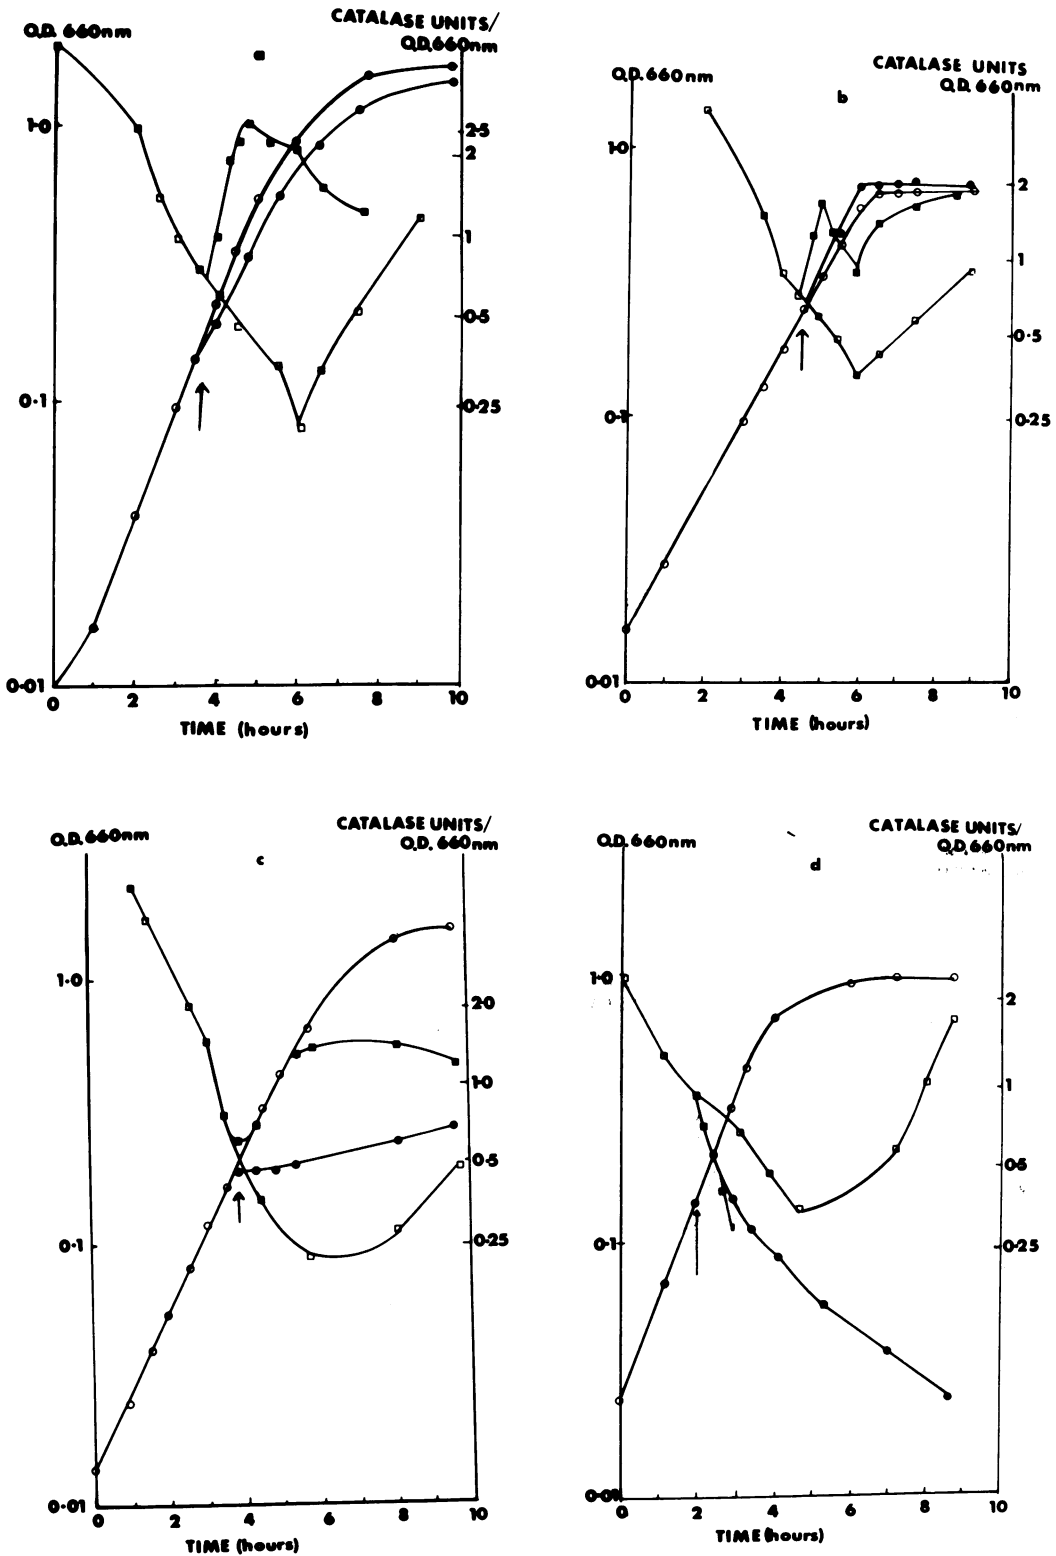 O.D. 660nm
CATALASE UNITS/
O.D. 660nm
a
1·0
0·1
0·01
2·5
2
1
0·5
0·25
0 2 4 6 8 10
TIME (hours)
O.D. 660nm
CATALASE UNITS
O.D. 660nm
b
1·0
0·1
0·01
2
1
0·5
0·25
0 2 4 6 8 10
TIME (hours)
O.D. 660nm
CATALASE UNITS/
O.D. 660nm
c
1·0
0·1
0·01
2·0
1·0
0·5
0·25
0 2 4 6 8 10
TIME (hours)
O.D. 660nm
CATALASE UNITS/
O.D. 660nm
d
1·0
0·1
0·01
2
1
0·5
0·25
0 2 4 6 8 10
TIME (hours)